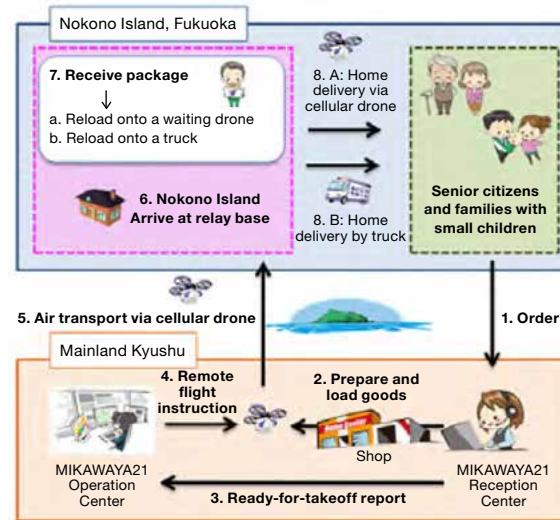 Nokono Island, Fukuoka
7. Receive package
a. Reload onto a waiting drone
b. Reload onto a truck
6. Nokono Island
Arrive at relay base
8. A: Home
delivery via
cellular drone
8. B: Home
delivery by truck
Senior citizens
and families with
small children
5. Air transport via cellular drone
1. Order
Mainland Kyushu
4. Remote
flight
instruction
2. Prepare and
load goods
Home Center
Shop
MIKAWAYA21
Operation
Center
MIKAWAYA21
Reception
Center
3. Ready-for-takeoff report